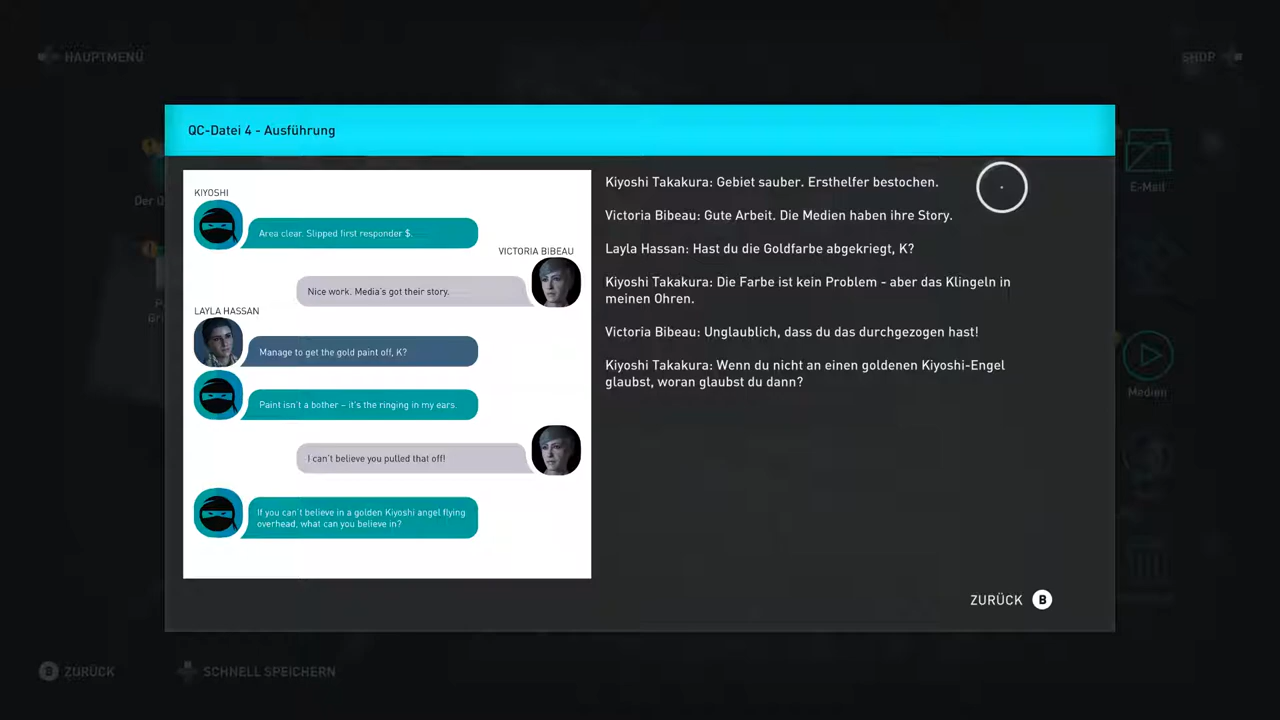 HAUPTMENÜ
SHOP
QC-Datei 4 - Ausführung
KIYOSHI
Area clear. Slipped first responder $.
VICTORIA BIBEAU
Nice work. Media's got their story.
LAYLA HASSAN
Manage to get the gold paint off, K?
Paint isn't a bother – it's the ringing in my ears.
I can't believe you pulled that off!
If you can't believe in a golden Kiyoshi angel flying
overhead, what can you believe in?
Kiyoshi Takakura: Gebiet sauber. Ersthelfer bestochen.
Victoria Bibeau: Gute Arbeit. Die Medien haben ihre Story.
Layla Hassan: Hast du die Goldfarbe abgekriegt, K?
Kiyoshi Takakura: Die Farbe ist kein Problem - aber das Klingeln in
meinen Ohren.
Victoria Bibeau: Unglaublich, dass du das durchgezogen hast!
Kiyoshi Takakura: Wenn du nicht an einen goldenen Kiyoshi-Engel
glaubst, woran glaubst du dann?
Der
E-Mail
Medien
ZURÜCK B
B ZURÜCK
SCHNELL SPEICHERN